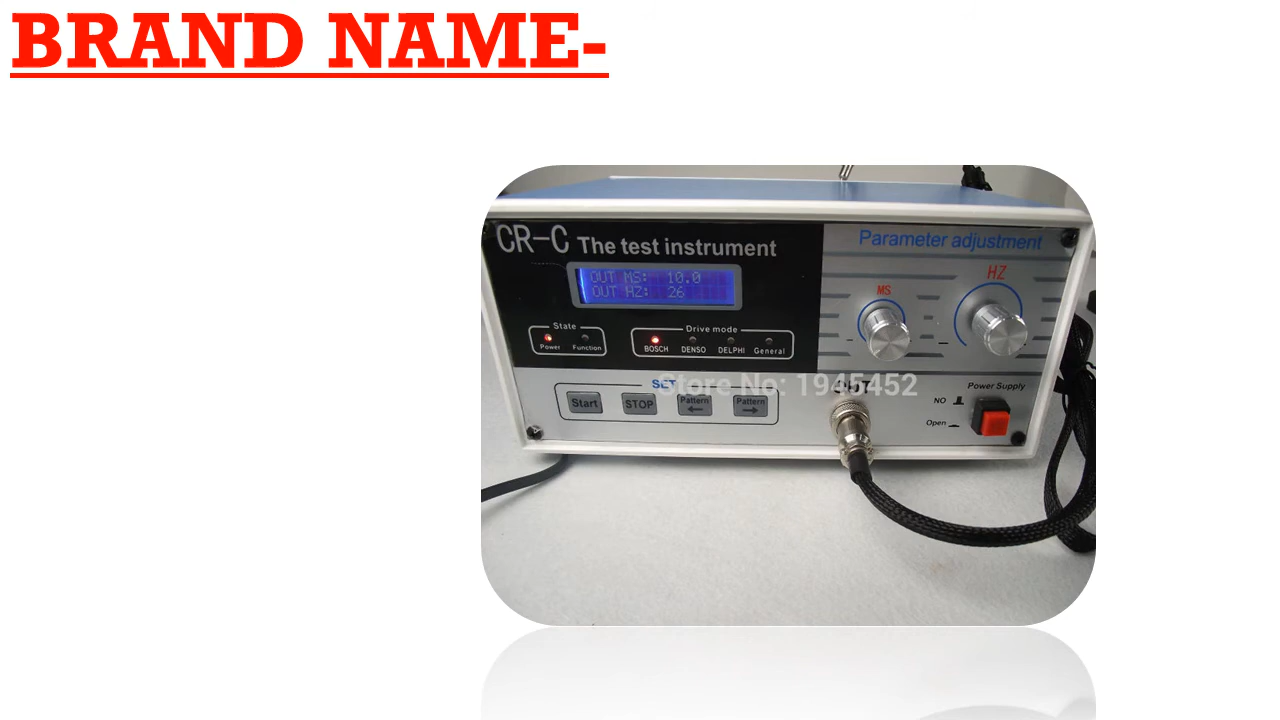 BRAND NAME-
CR-C The test instrument
OUT MS: 10.0
OUT HZ: 26
State
Power Function
Drive mode
BOSCH DENSO DELPHI General
Parameter adjustment
MS
HZ
SET
Start
STOP
Pattern
Pattern
Store No: 1945452
OUT
Power Supply
NO
Open